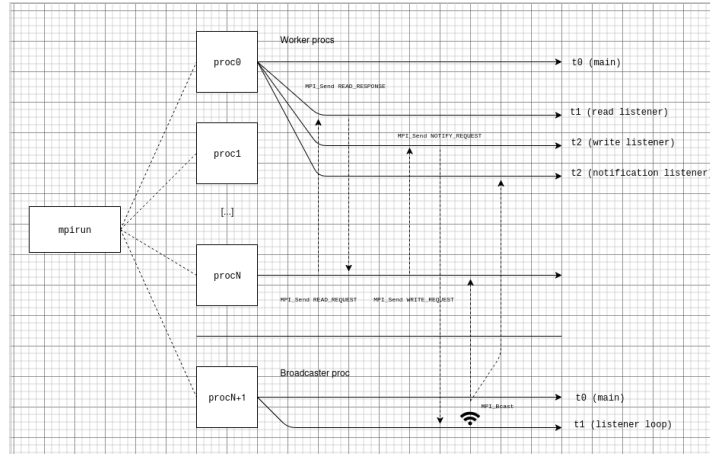 Worker procs
proc0
t0 (main)
MPI_Send READ_RESPONSE
t1 (read listener)
MPI_Send NOTIFY_REQUEST
t2 (write listener)
proc1
t2 (notification listener)
[...]
mpirun
procN
MPI_Send READ_REQUEST
MPI_Send WRITE_REQUEST
Broadcaster proc
procN+1
t0 (main)
MPI_Bcast
t1 (listener loop)